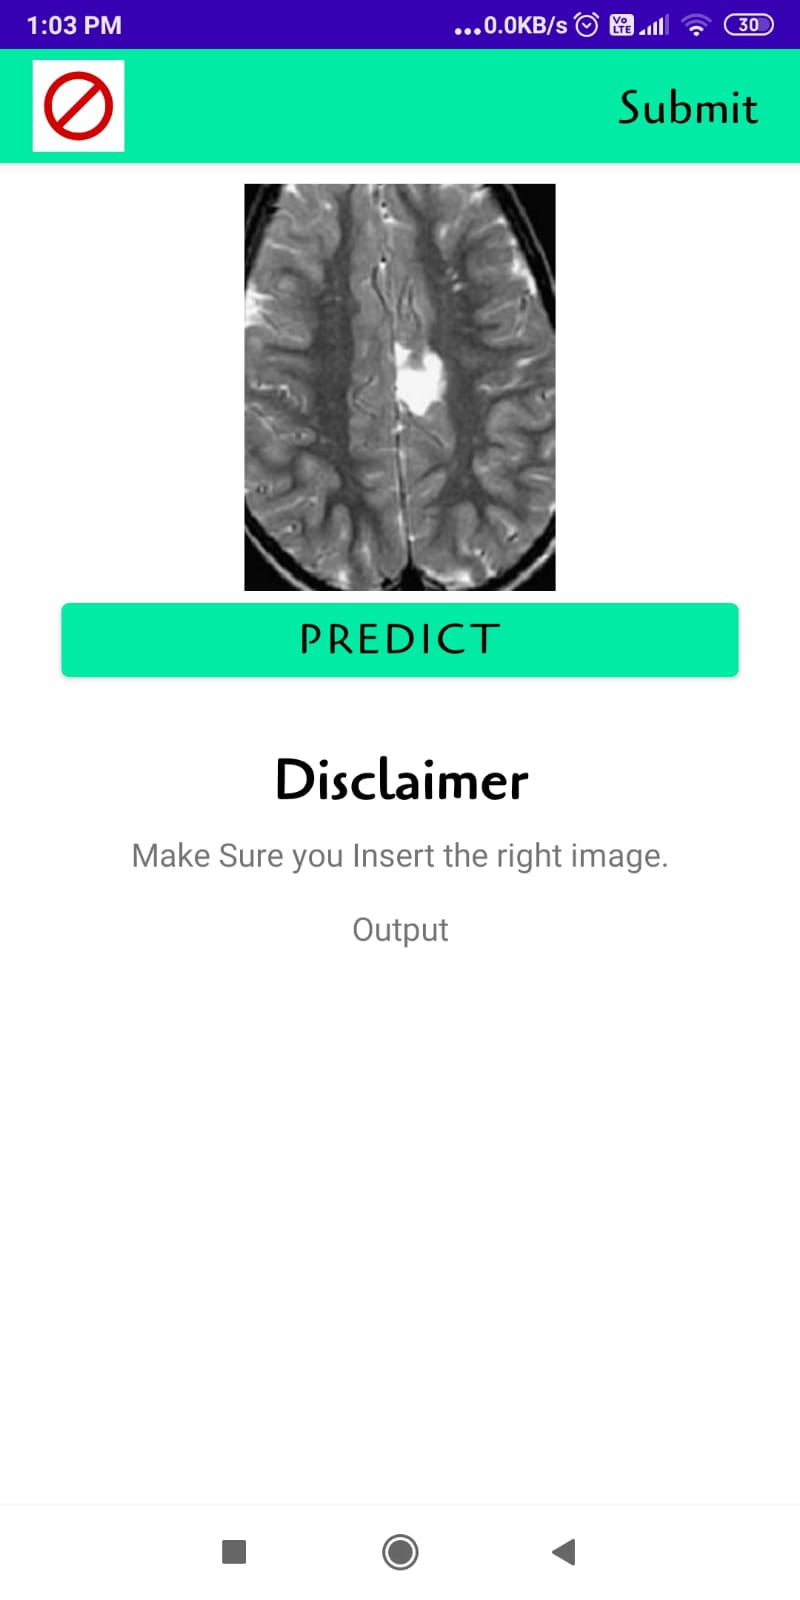 1:03 PM
...0.0KB/s Vo LTE 30
Submit
PREDICT
Disclaimer
Make Sure you Insert the right image.
Output